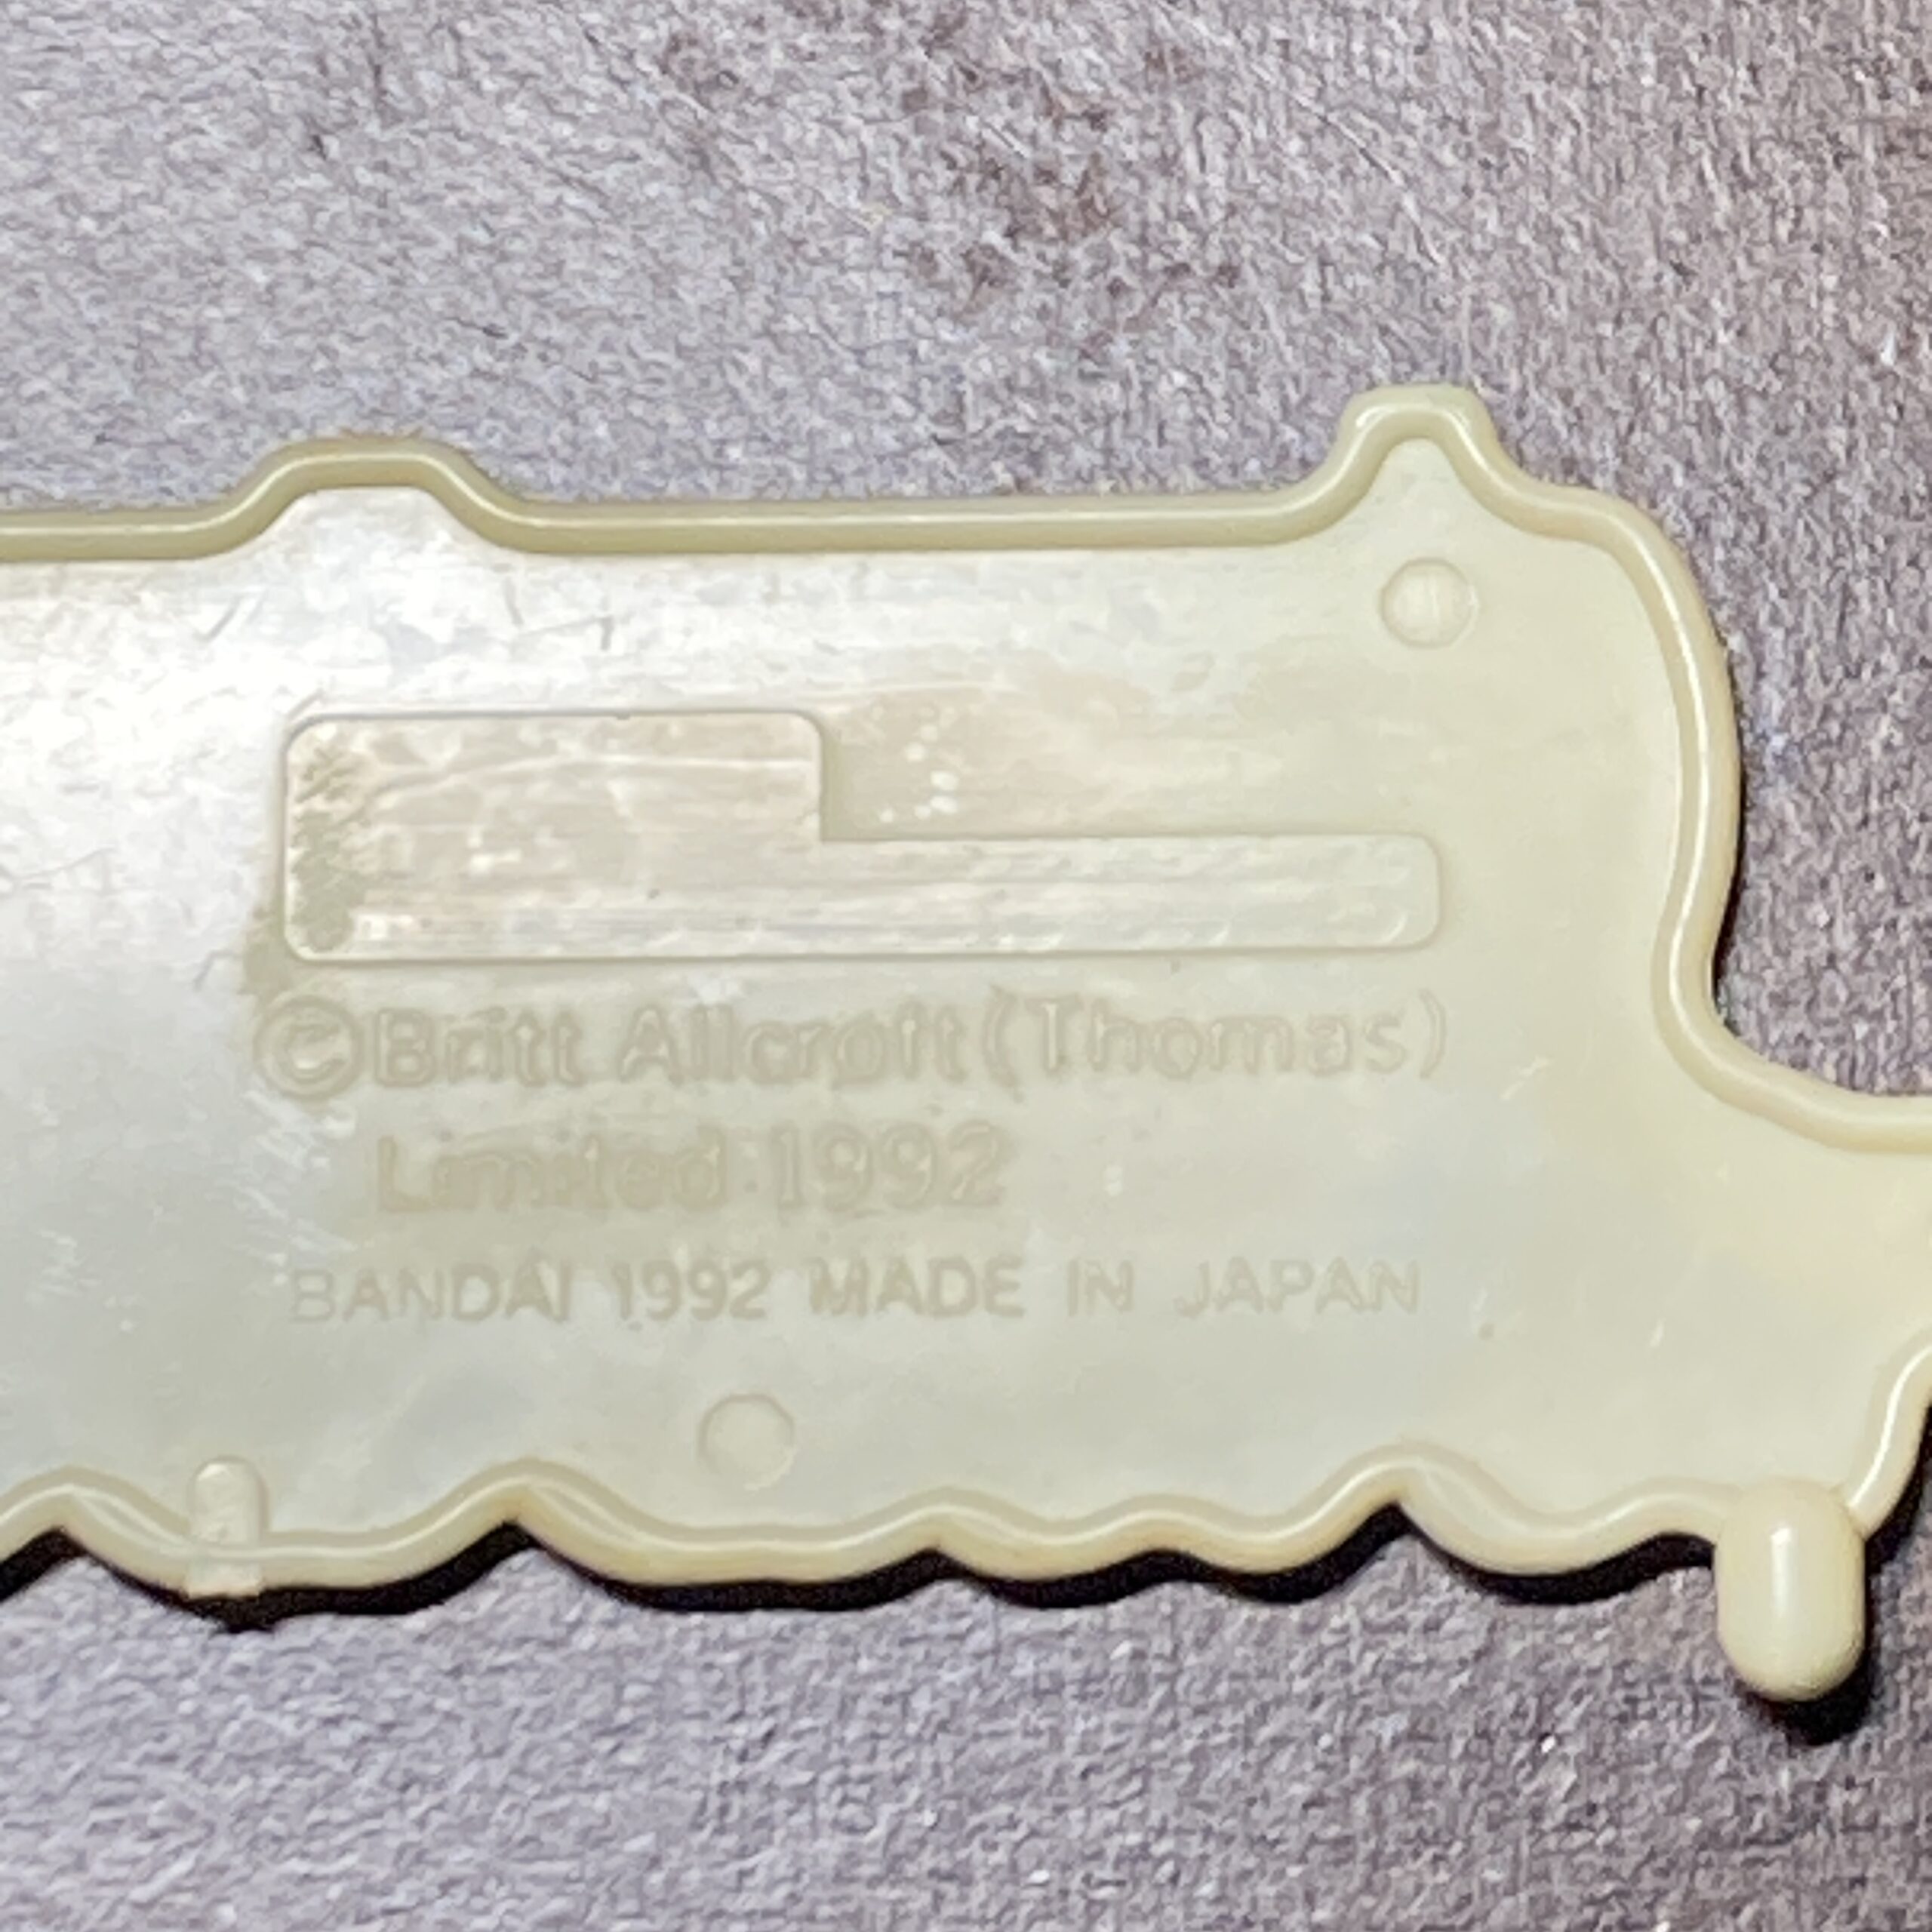 ©Britt Allcroft(Thomas)
Limited 1992
BANDAI 1992 MADE IN JAPAN